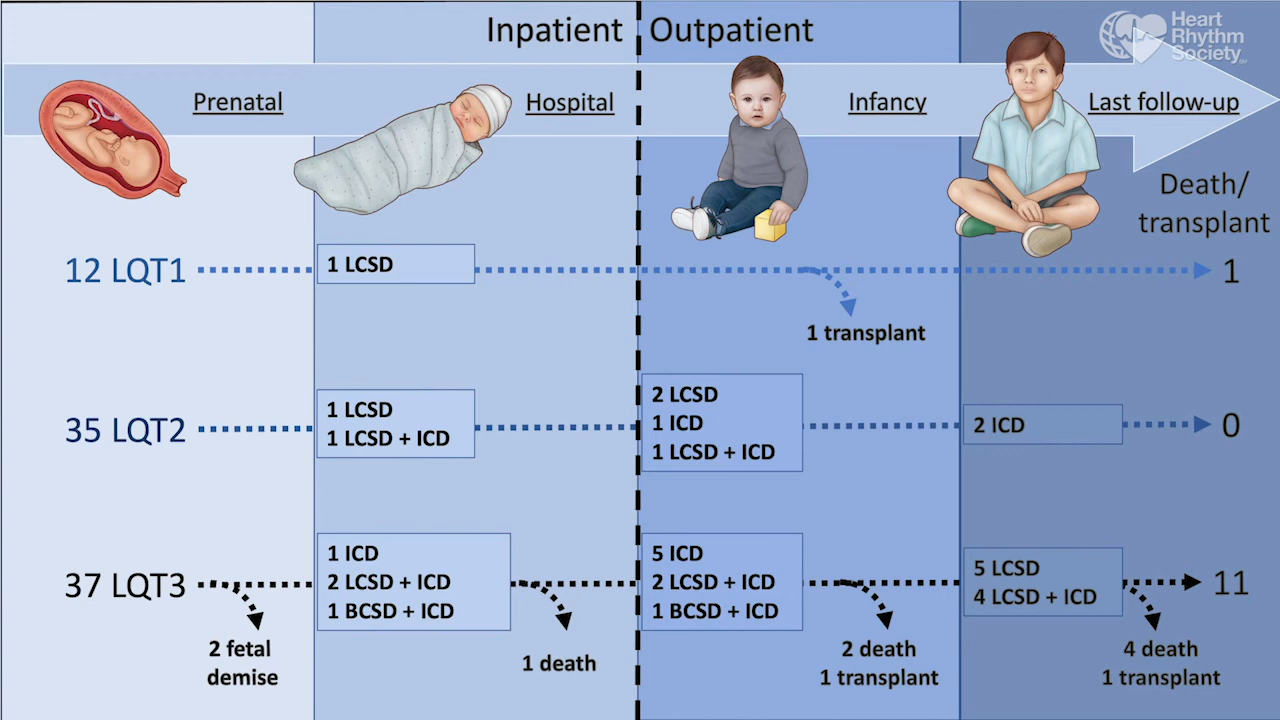 Inpatient
Outpatient
Heart
Rhythm
Society
Prenatal
Hospital
Infancy
Last follow-up
Death/
transplant
12 LQT1
1 LCSD
1
1 transplant
35 LQT2
1 LCSD
1 LCSD + ICD
2 LCSD
1 ICD
1 LCSD + ICD
2 ICD
0
37 LQT3
1 ICD
2 LCSD + ICD
1 BCSD + ICD
5 ICD
2 LCSD + ICD
1 BCSD + ICD
5 LCSD
4 LCSD + ICD
11
2 fetal
demise
1 death
2 death
1 transplant
4 death
1 transplant